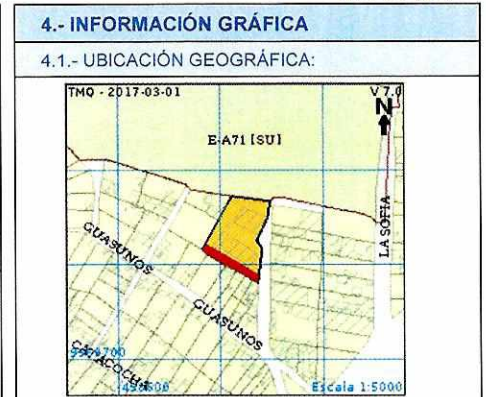 4.- INFORMACIÓN GRÁFICA
4.1.- UBICACIÓN GEOGRÁFICA:
TMQ - 2017-03-01
V 7.0
N
E-A71 [SU]
LA SOFIA
GUASUNOS
GUASUNOS
CARACOCHA
Escala 1:5000